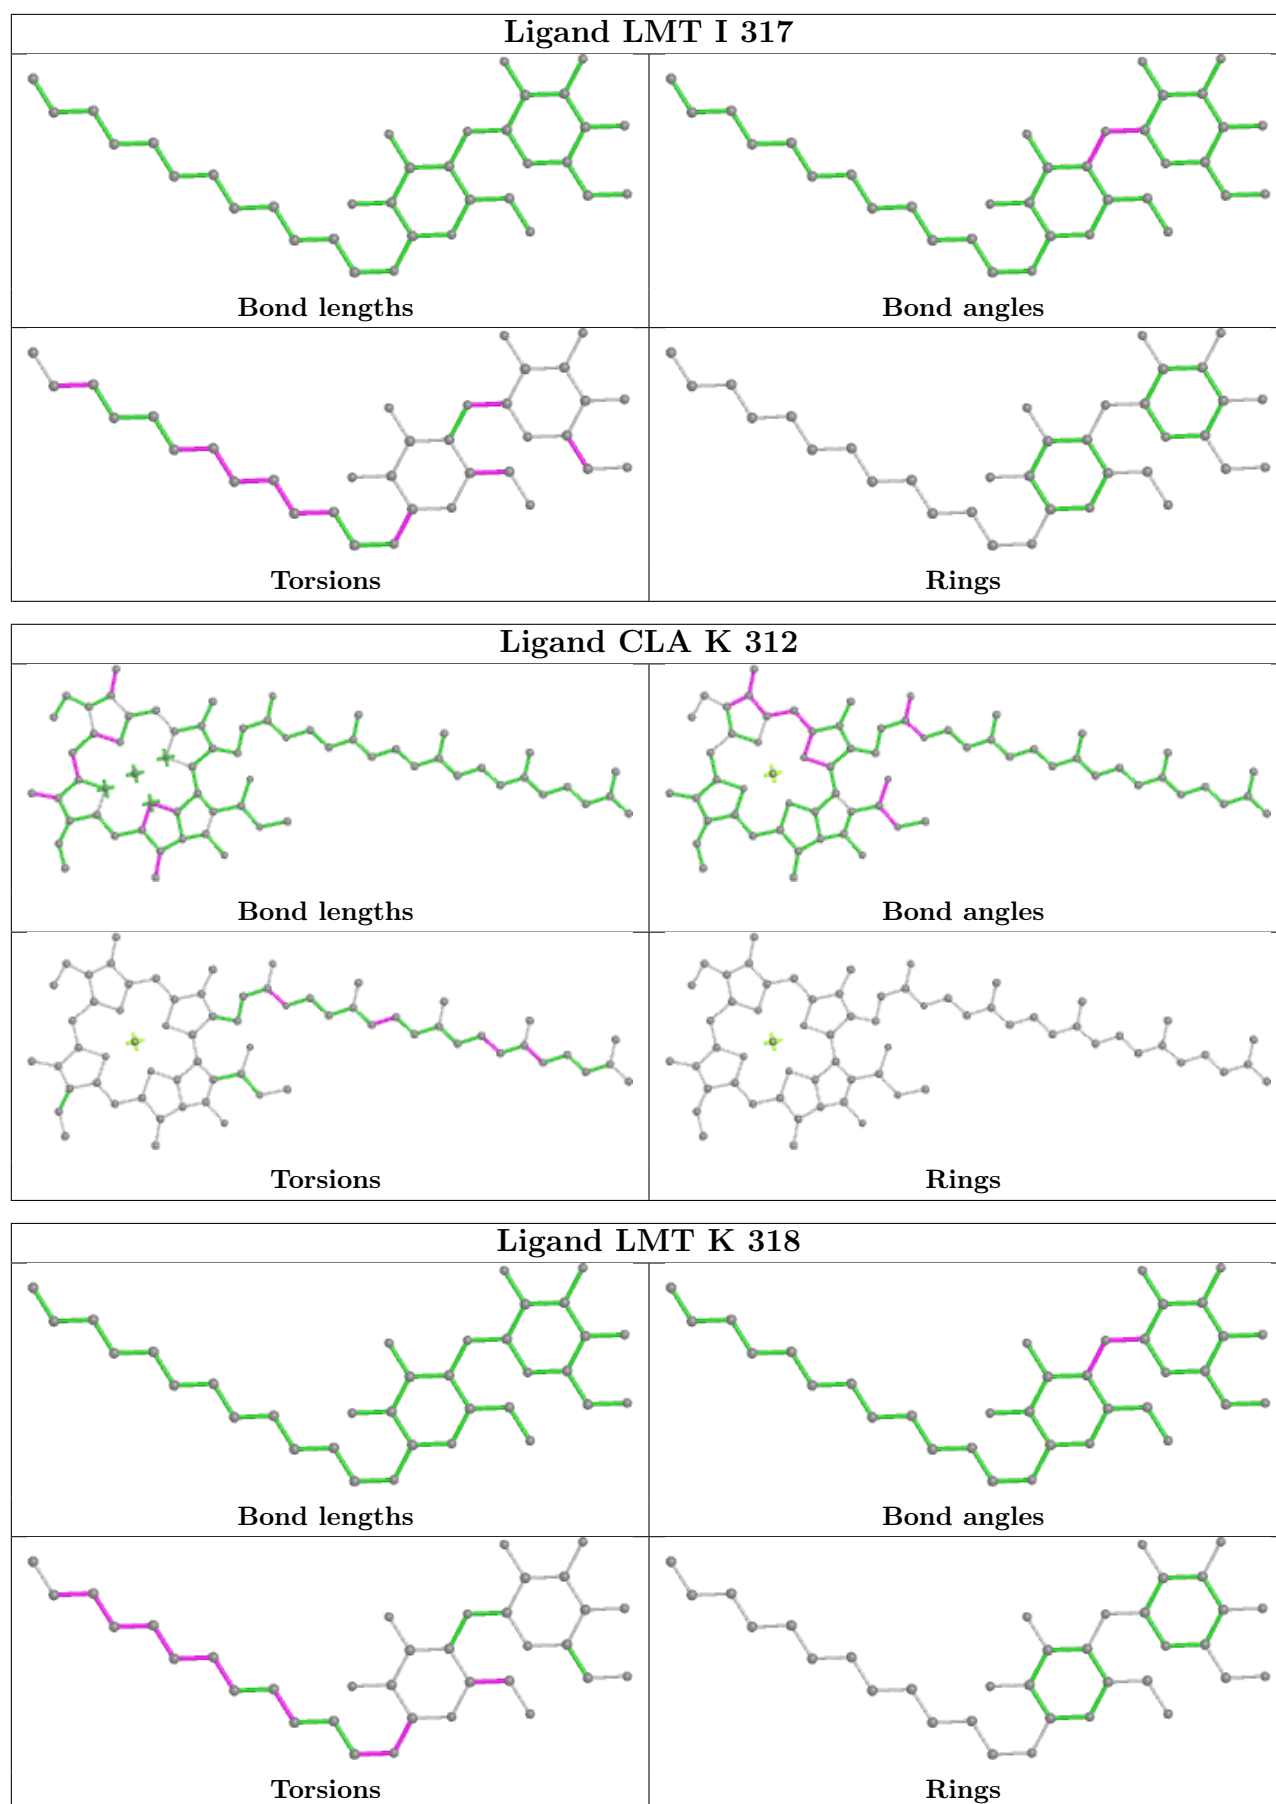 Ligand LMT I 317
Bond lengths
Bond angles
Torsions
Rings
Ligand CLA K 312
Bond lengths
Bond angles
Torsions
Rings
Ligand LMT K 318
Bond lengths
Bond angles
Torsions
Rings